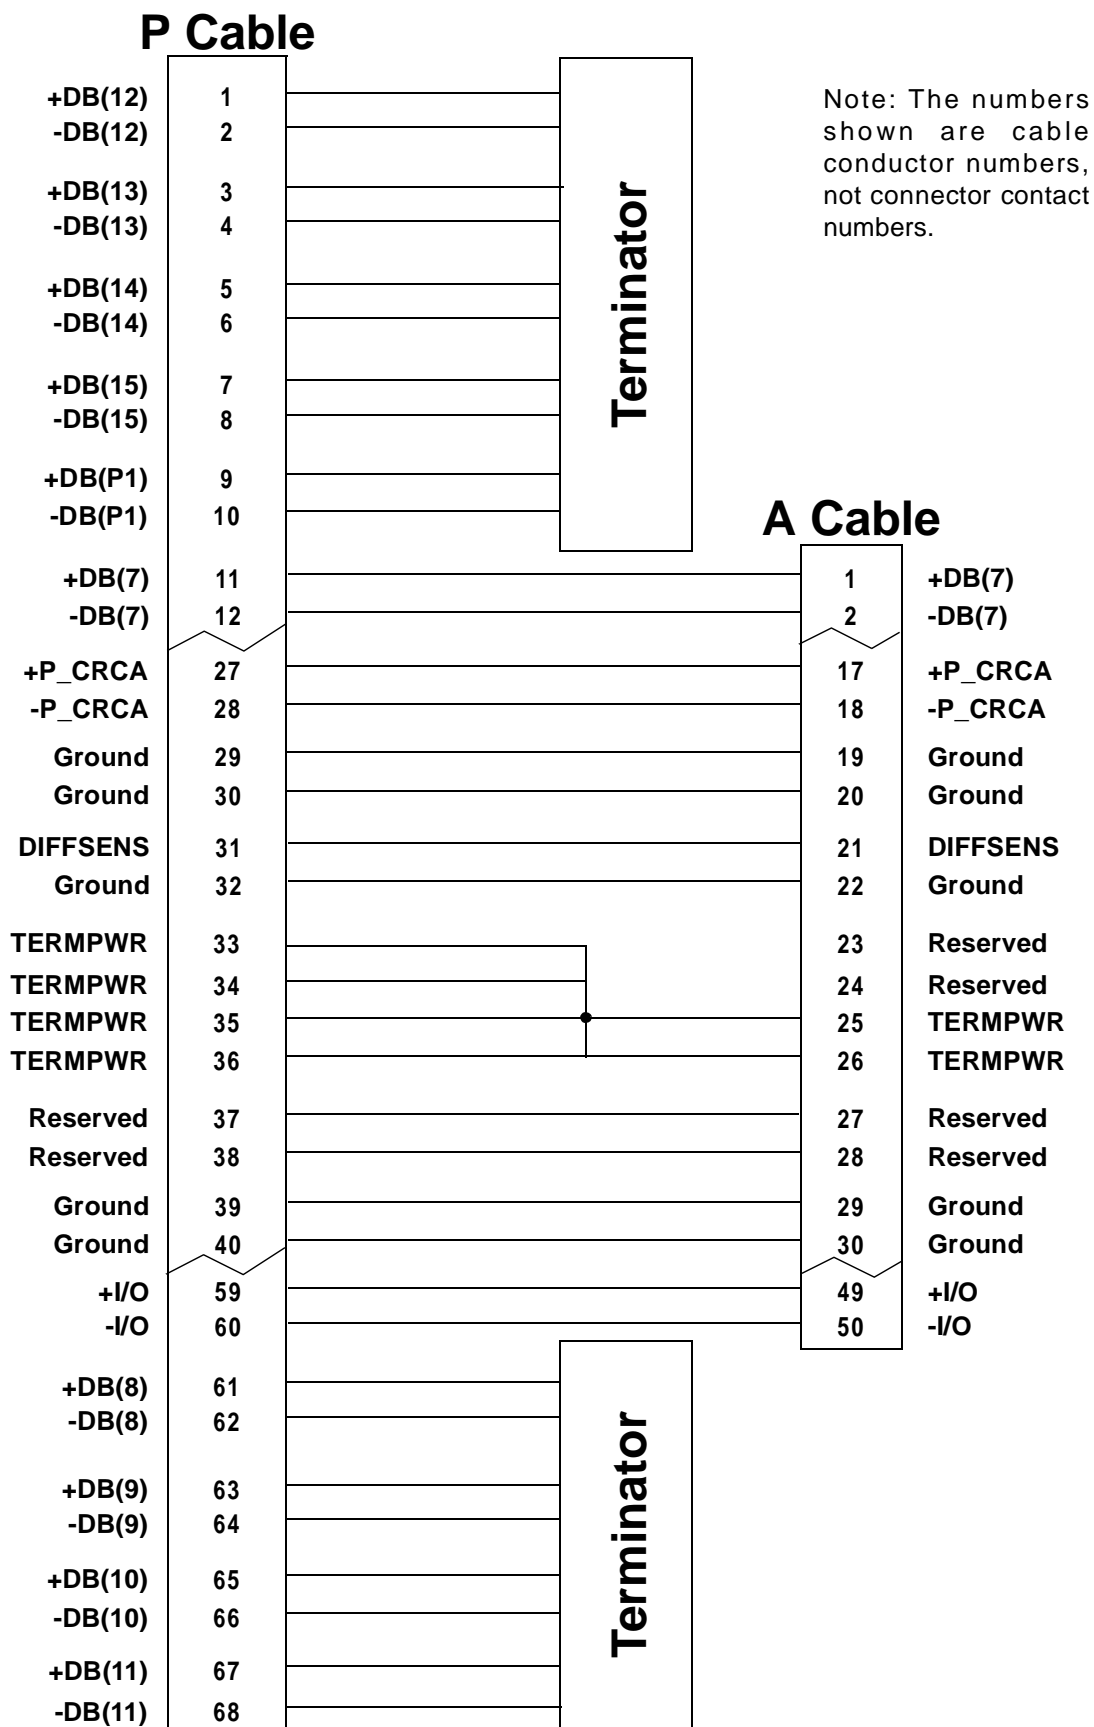 P Cable
Note: The numbers
shown are cable
conductor numbers,
not connector contact
numbers.
+DB(12) 1
-DB(12) 2
+DB(13) 3
-DB(13) 4
+DB(14) 5
-DB(14) 6
+DB(15) 7
-DB(15) 8
+DB(P1) 9
-DB(P1) 10
Terminator
A Cable
+DB(7) 11 1 +DB(7)
-DB(7) 12 2 -DB(7)
+P_CRCA 27 17 +P_CRCA
-P_CRCA 28 18 -P_CRCA
Ground 29 19 Ground
Ground 30 20 Ground
DIFFSENS 31 21 DIFFSENS
Ground 32 22 Ground
TERMPWR 33 23 Reserved
TERMPWR 34 24 Reserved
TERMPWR 35 25 TERMPWR
TERMPWR 36 26 TERMPWR
Reserved 37 27 Reserved
Reserved 38 28 Reserved
Ground 39 29 Ground
Ground 40 30 Ground
+I/O 59 49 +I/O
-I/O 60 50 -I/O
+DB(8) 61
-DB(8) 62
+DB(9) 63
-DB(9) 64
+DB(10) 65
-DB(10) 66
+DB(11) 67
-DB(11) 68
Terminator